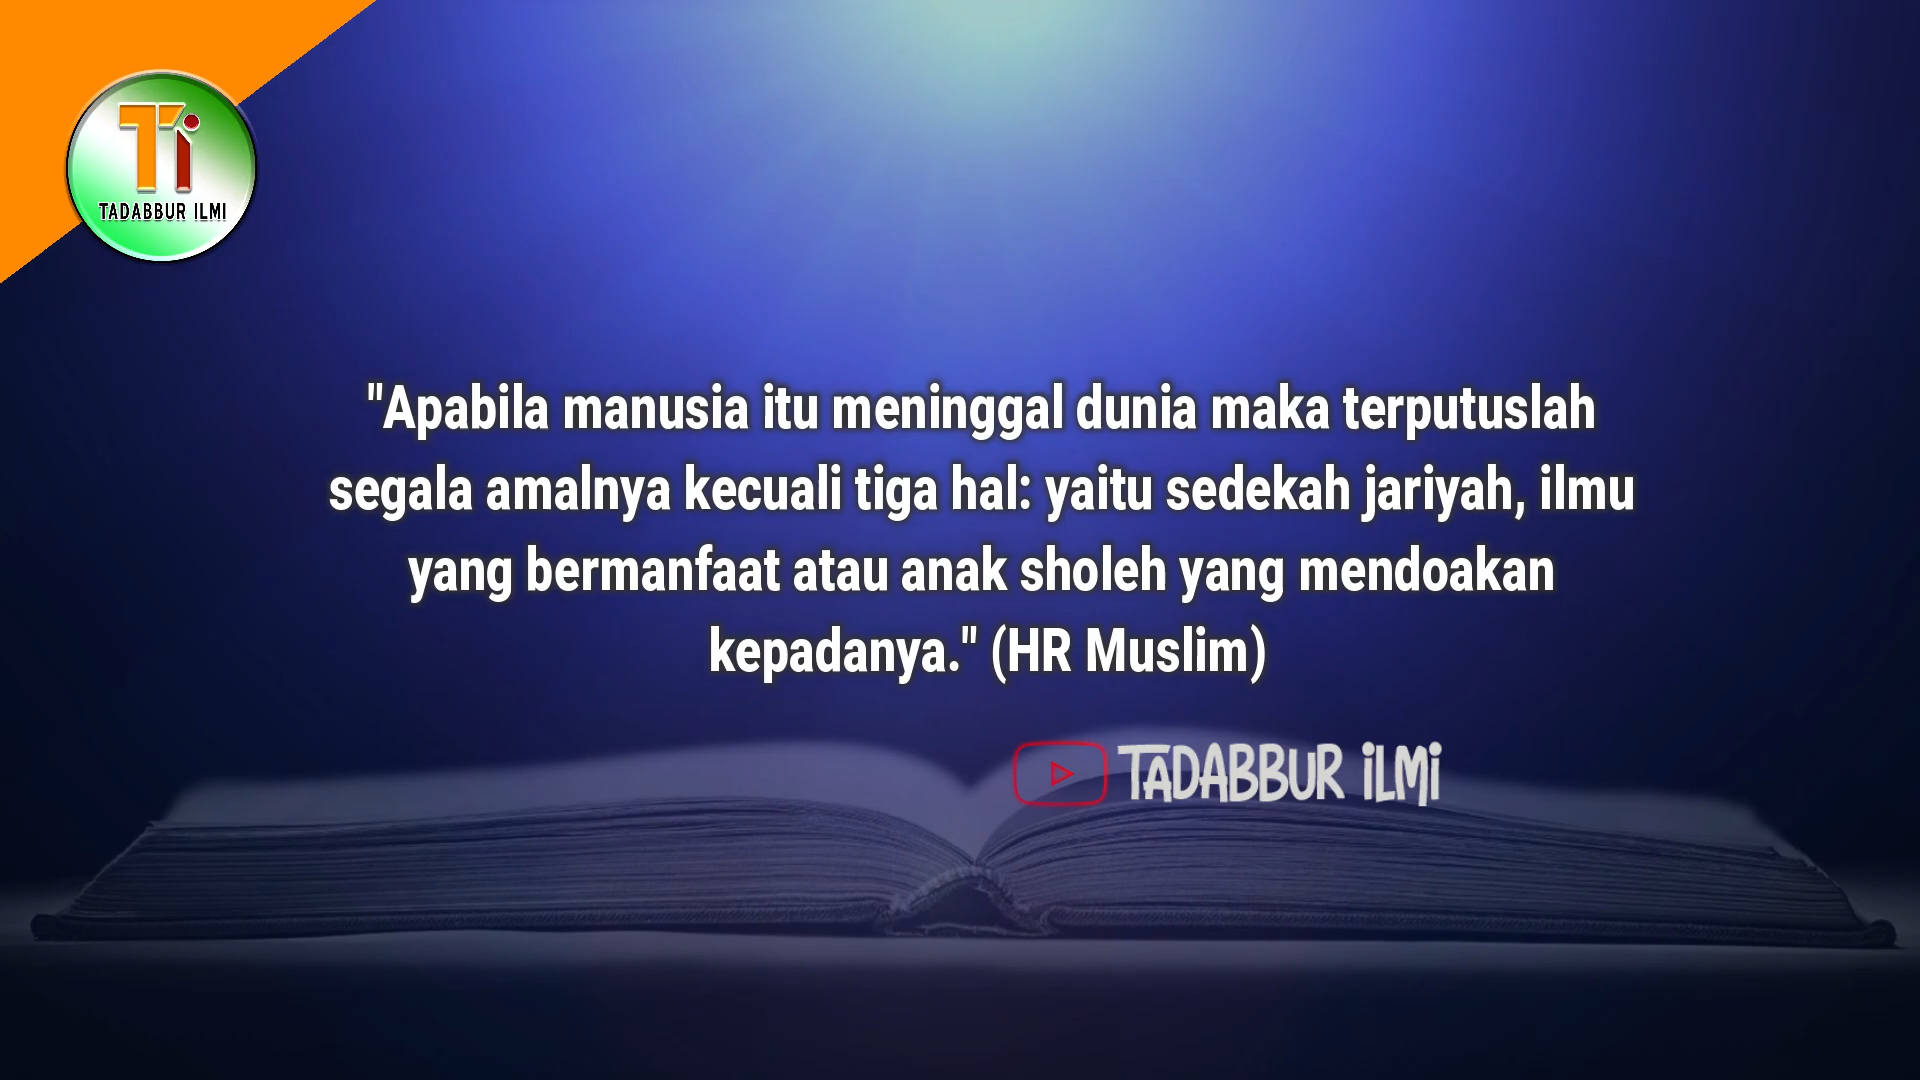 Ti
TADABBUR ILMI
"Apabila manusia itu meninggal dunia maka terputuslah
segala amalnya kecuali tiga hal: yaitu sedekah jariyah, ilmu
yang bermanfaat atau anak sholeh yang mendoakan
kepadanya." (HR Muslim)
TADABBUR iLMi